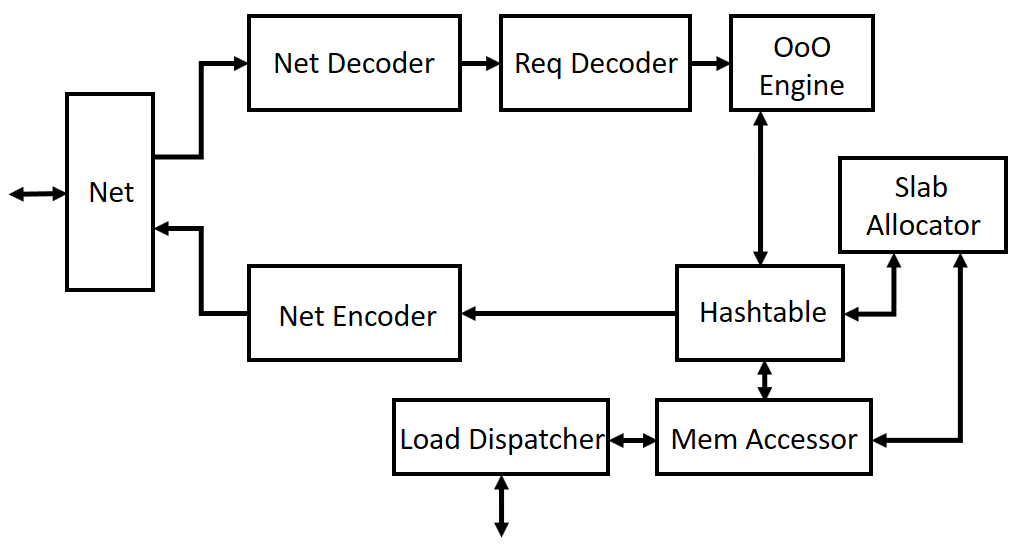 Net Decoder
Req Decoder
OoO
Engine
Net
Slab
Allocator
Net Encoder
Hashtable
Load Dispatcher
Mem Accessor